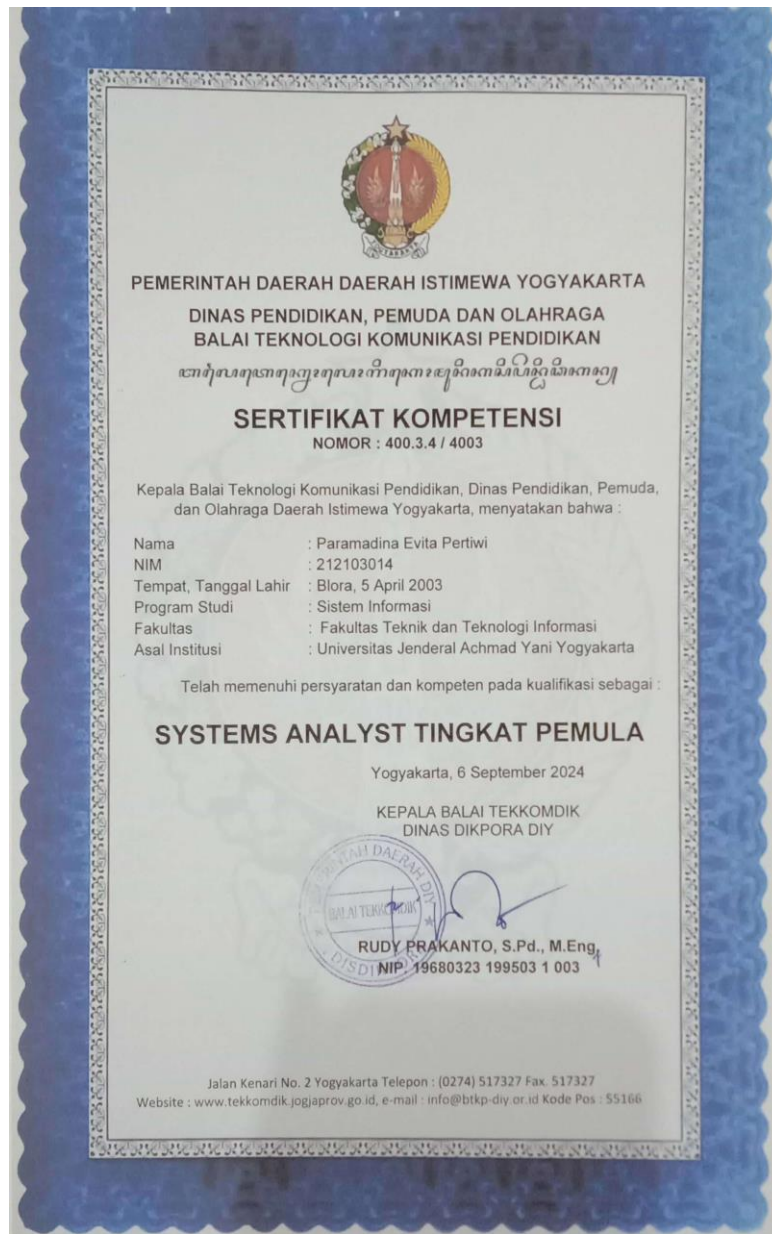 PEMERINTAH DAERAH DAERAH ISTIMEWA YOGYAKARTA
DINAS PENDIDIKAN, PEMUDA DAN OLAHRAGA
BALAI TEKNOLOGI KOMUNIKASI PENDIDIKAN
SERTIFIKAT KOMPETENSI
NOMOR : 400.3.4 / 4003
Kepala Balai Teknologi Komunikasi Pendidikan, Dinas Pendidikan, Pemuda,
dan Olahraga Daerah Istimewa Yogyakarta, menyatakan bahwa :
Nama : Paramadina Evita Pertiwi
NIM : 212103014
Tempat, Tanggal Lahir : Blora, 5 April 2003
Program Studi : Sistem Informasi
Fakultas : Fakultas Teknik dan Teknologi Informasi
Asal Institusi : Universitas Jenderal Achmad Yani Yogyakarta
Telah memenuhi persyaratan dan kompeten pada kualifikasi sebagai :
SYSTEMS ANALYST TINGKAT PEMULA
Yogyakarta, 6 September 2024
KEPALA BALAI TEKKOMDIK
DINAS DIKPORA DIY
BALAI TEKKOMDIK
RUDY PRAKANTO, S.Pd., M.Eng
NIP. 19680323 199503 1 003
Jalan Kenari No. 2 Yogyakarta Telepon : (0274) 517327 Fax. 517327
Website : www.tekkomdik.jogjaprov.go.id, e-mail : info@btkp-diy.or.id Kode Pos : 55166